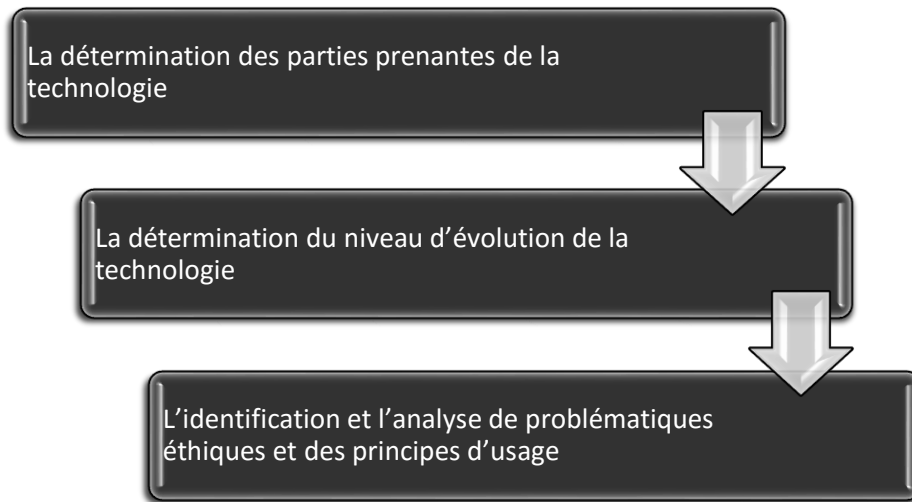 La détermination des parties prenantes de la
technologie
La détermination du niveau d’évolution de la
technologie
L’identification et l’analyse de problématiques
éthiques et des principes d’usage